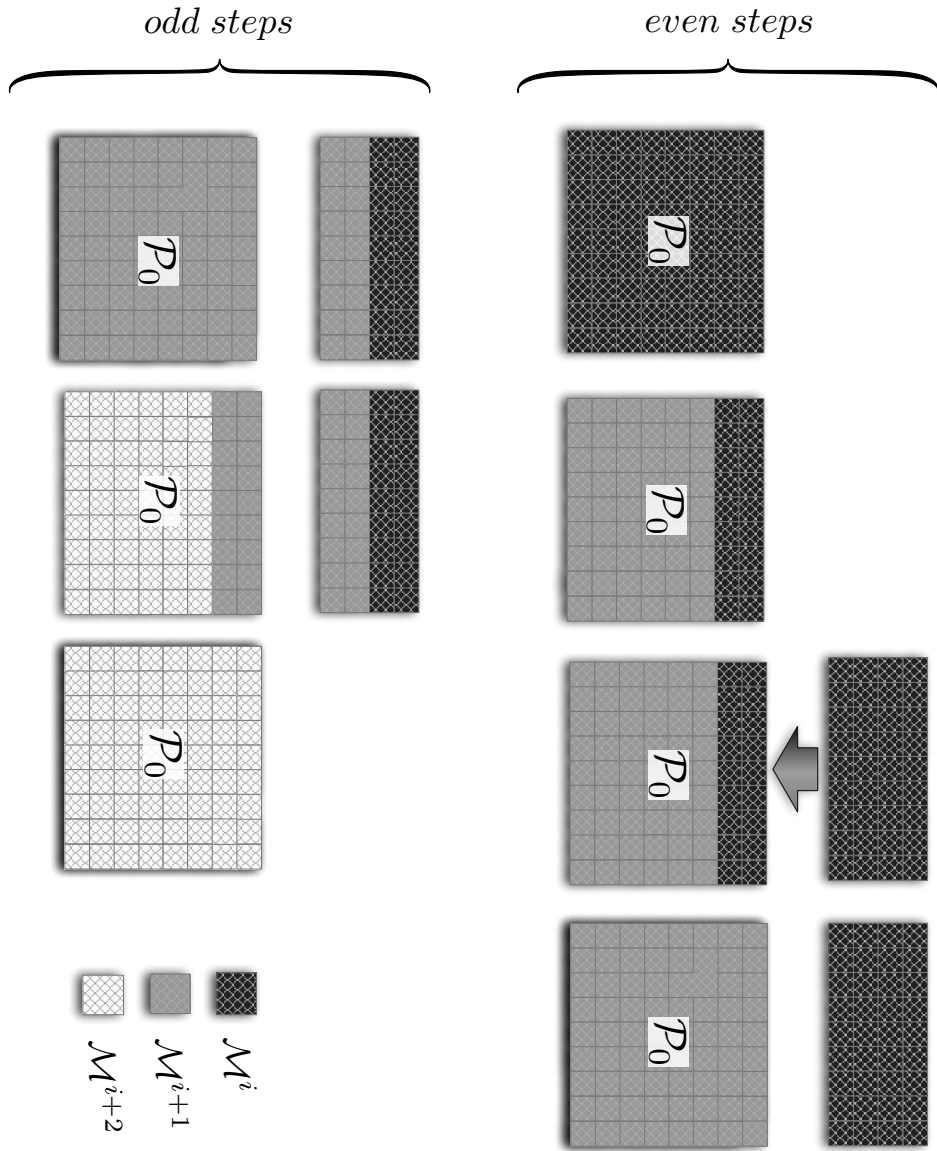 odd steps
even steps
𝒫₀
𝒫₀
𝒫₀
𝒫₀
𝒫₀
𝒫₀
𝒫₀
ℳⁱ
ℳⁱ⁺¹
ℳⁱ⁺²